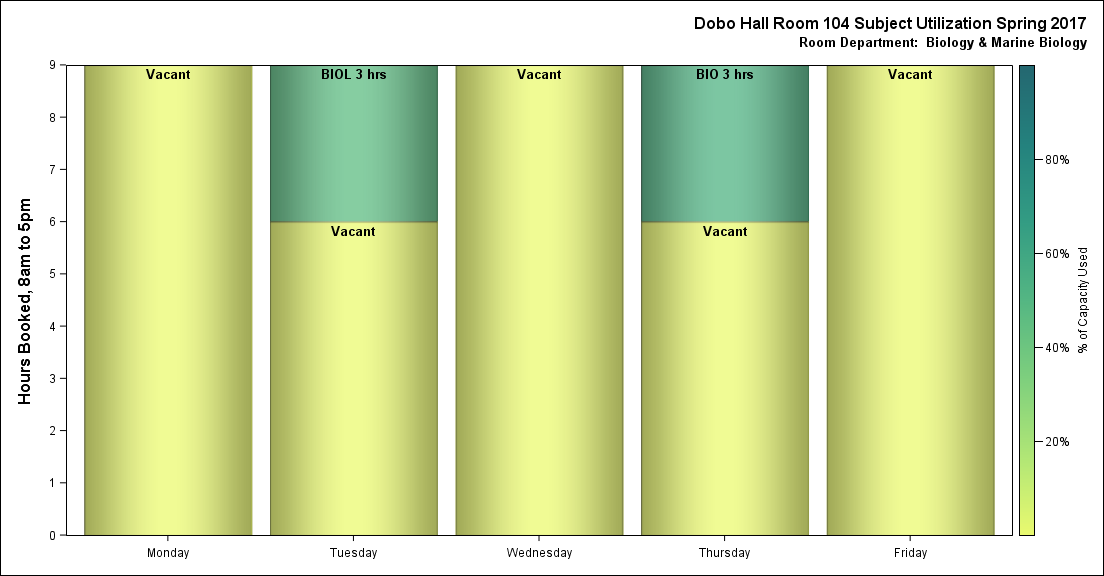 Dobo Hall Room 104 Subject Utilization Spring 2017
Room Department: Biology & Marine Biology
Hours Booked, 8am to 5pm
9
8
7
6
5
4
3
2
1
0
Vacant
BIOL 3 hrs
Vacant
BIO 3 hrs
Vacant
Vacant
Vacant
Monday
Tuesday
Wednesday
Thursday
Friday
80%
60%
40%
20%
% of Capacity Used